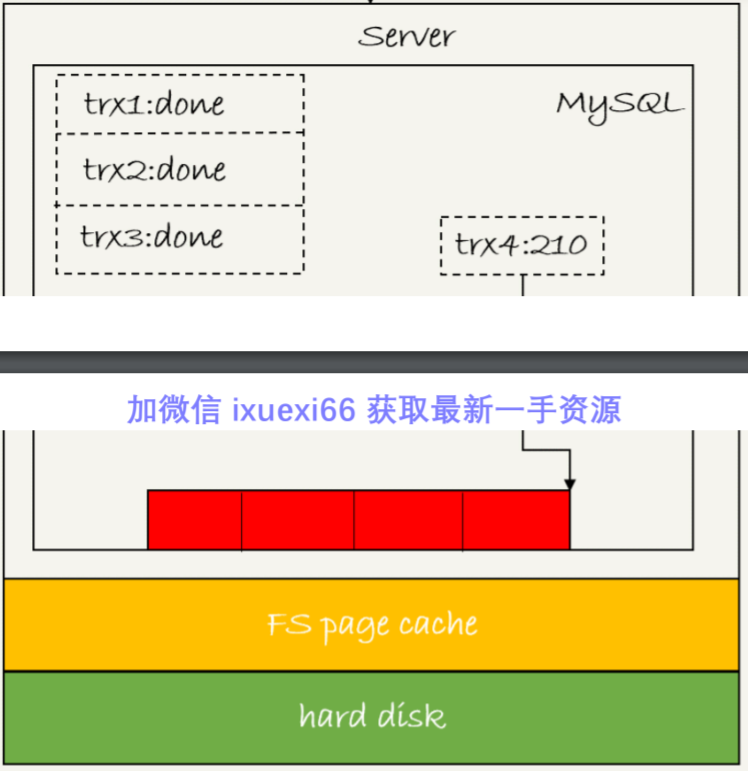 Server
MySQL
trx1:done
trx2:done
trx3:done
trx4:210
加微信 ixuexi66 获取最新一手资源
FS page cache
hard disk